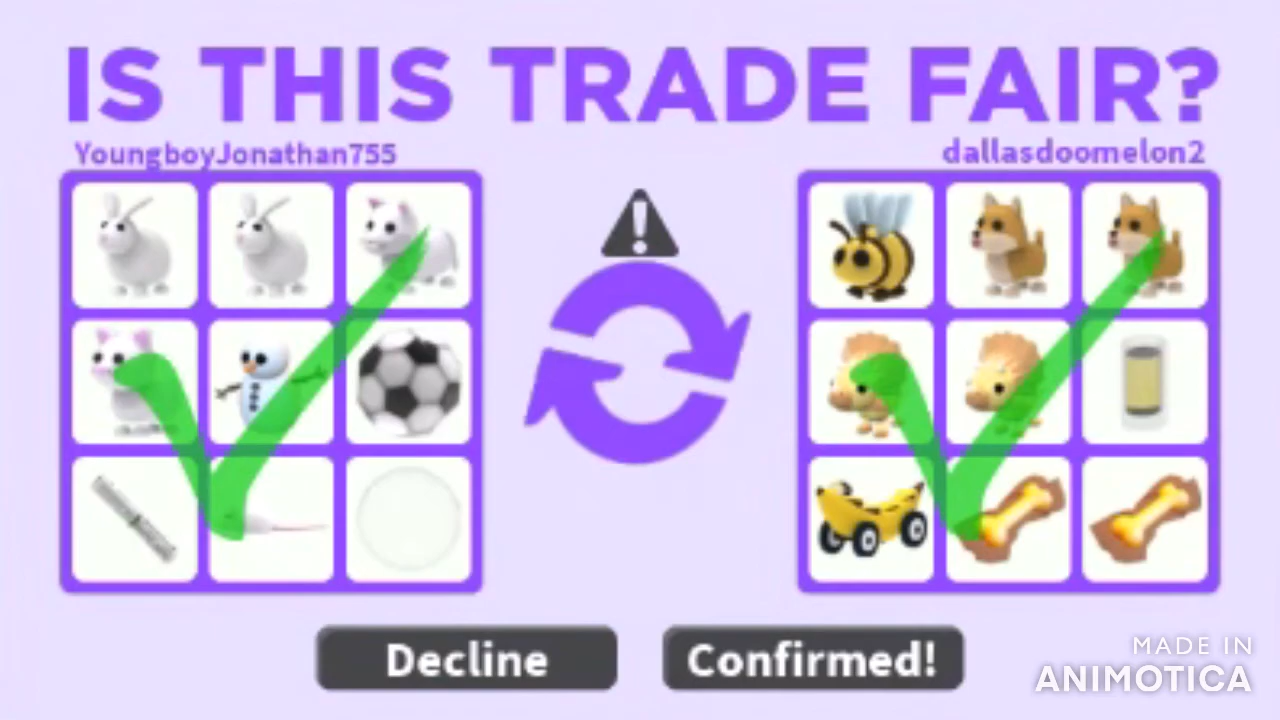 IS THIS TRADE FAIR?
YoungboyJonathan755
dallasdoomelon2
Decline
Confirmed!
MADE IN
ANIMOTICA